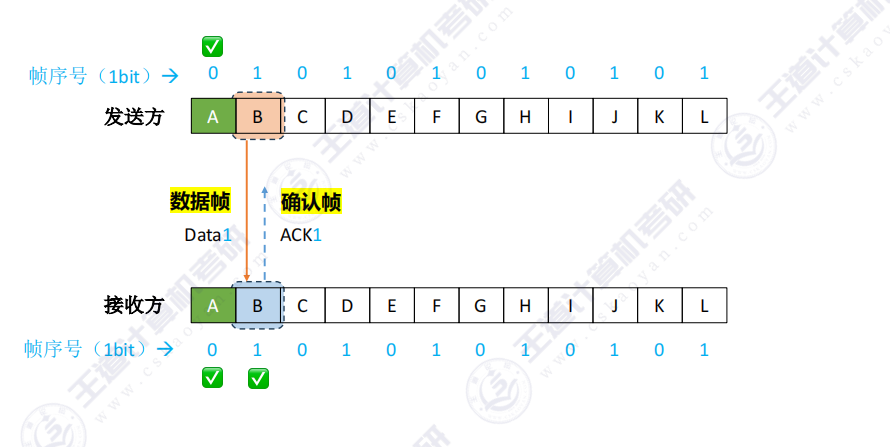 帧序号（1bit）→ 0 1 0 1 0 1 0 1 0 1 0 1
发送方 A B C D E F G H I J K L
数据帧 确认帧
Data1 ACK1
接收方 A B C D E F G H I J K L
帧序号（1bit）→ 0 1 0 1 0 1 0 1 0 1 0 1
王道计算机考研
www.cskaoyan.com